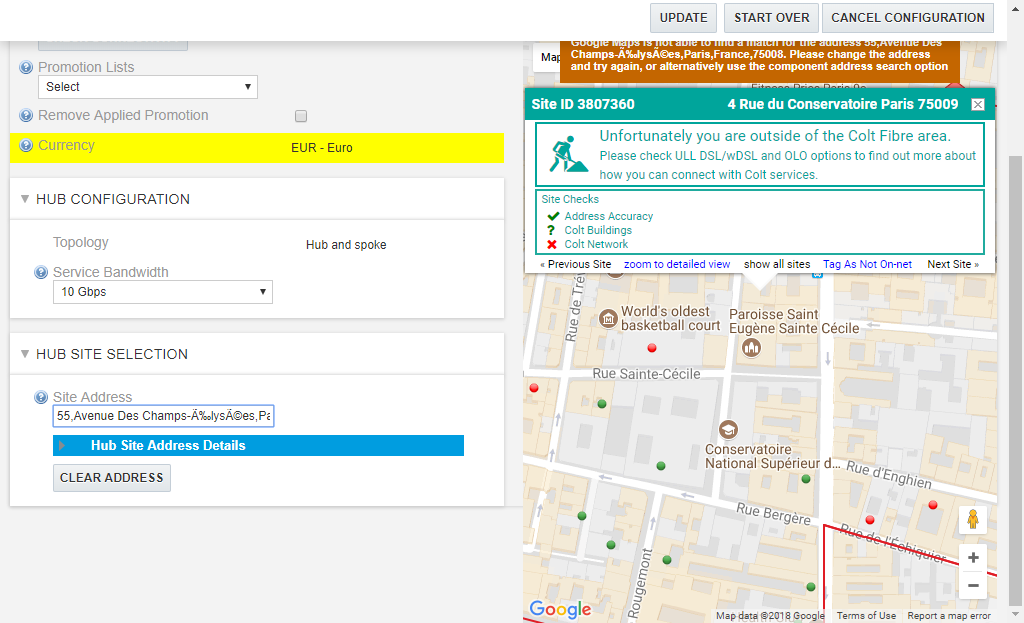 UPDATE
START OVER
CANCEL CONFIGURATION
Promotion Lists
Select
Remove Applied Promotion
Currency
EUR - Euro
HUB CONFIGURATION
Topology
Hub and spoke
Service Bandwidth
10 Gbps
HUB SITE SELECTION
Site Address
55,Avenue Des Champs-Ä‰lysÃ©es,Pa
Hub Site Address Details
CLEAR ADDRESS
Map
Google Maps is not able to find a match for the address 55,Avenue Des
Champs-Ã‰lysÃ©es,Paris,France,75008. Please change the address
and try again, or alternatively use the component address search option
Site ID 3807360
4 Rue du Conservatoire Paris 75009
Unfortunately you are outside of the Colt Fibre area.
Please check ULL DSL/wDSL and OLO options to find out more about
how you can connect with Colt services.
Site Checks
Address Accuracy
? Colt Buildings
Colt Network
« Previous Site
zoom to detailed view
show all sites
Tag As Not On-net
Next Site »
Rue de Trév
World's oldest
basketball court
Paroisse Saint
Eugène Sainte Cécile
Rue Sainte-Cécile
Conservatoire
National Supérieur d...
Rue d'Enghien
Rue Bergère
Rue de l'Échiquier
Rougemont
Google
Map data ©2018 Google
Terms of Use
Report a map error